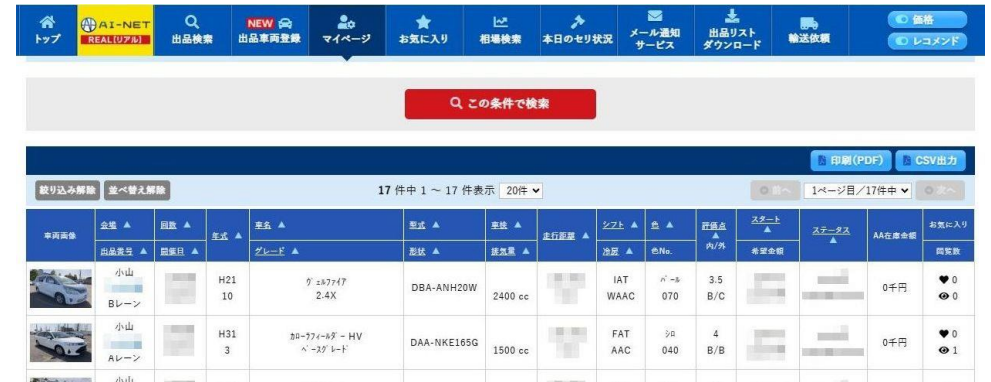 トップ
AI-NET
REAL[リアル]
出品検索
NEW
出品車両登録
マイページ
お気に入り
相場検索
本日のセリ状況
メール通知
サービス
出品リスト
ダウンロード
輸送依頼
価格
レコメンド
この条件で検索
印刷(PDF)
CSV出力
絞り込み解除
並べ替え解除
17 件中 1 ～ 17 件表示
20件
前へ
1ページ目/17件中
次へ
車両画像
会場 ▲
回数 ▲
年式 ▲
車名 ▲
型式 ▲
車検 ▲
走行距離 ▲
シフト ▲
色 ▲
評価点 ▲
スタート ▲
ステータス ▲
AA在庫金額
お気に入り
出品番号 ▲
開催日 ▲
グレード ▲
形状 ▲
排気量 ▲
冷房 ▲
色No.
内/外
希望金額
閲覧数
小山
Bレーン
H21
10
ｳﾞｪﾙﾌｧｲｱ
2.4X
DBA-ANH20W
2400 cc
IAT
WAAC
ﾊﾟｰﾙ
070
3.5
B/C
0千円
0
0
小山
Aレーン
H31
3
ｶﾛｰﾗﾌｨｰﾙﾀﾞｰ HV
ﾍﾞｰｽｸﾞﾚｰﾄﾞ
DAA-NKE165G
1500 cc
FAT
AAC
ｼﾛ
040
4
B/B
0千円
0
1
小山